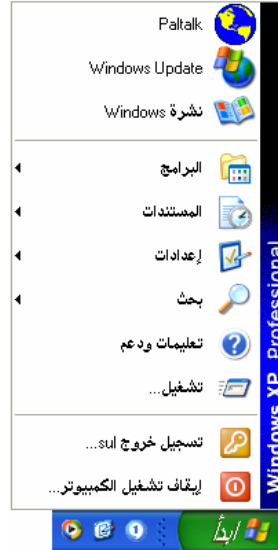 Paltalk
Windows Update
نشرة Windows
البرامج
المستندات
إعدادات
بحث
تعليمات ودعم
تشغيل...
تسجيل خروج sul...
إيقاف تشغيل الكمبيوتر...
Windows XP Professional
ابدأ